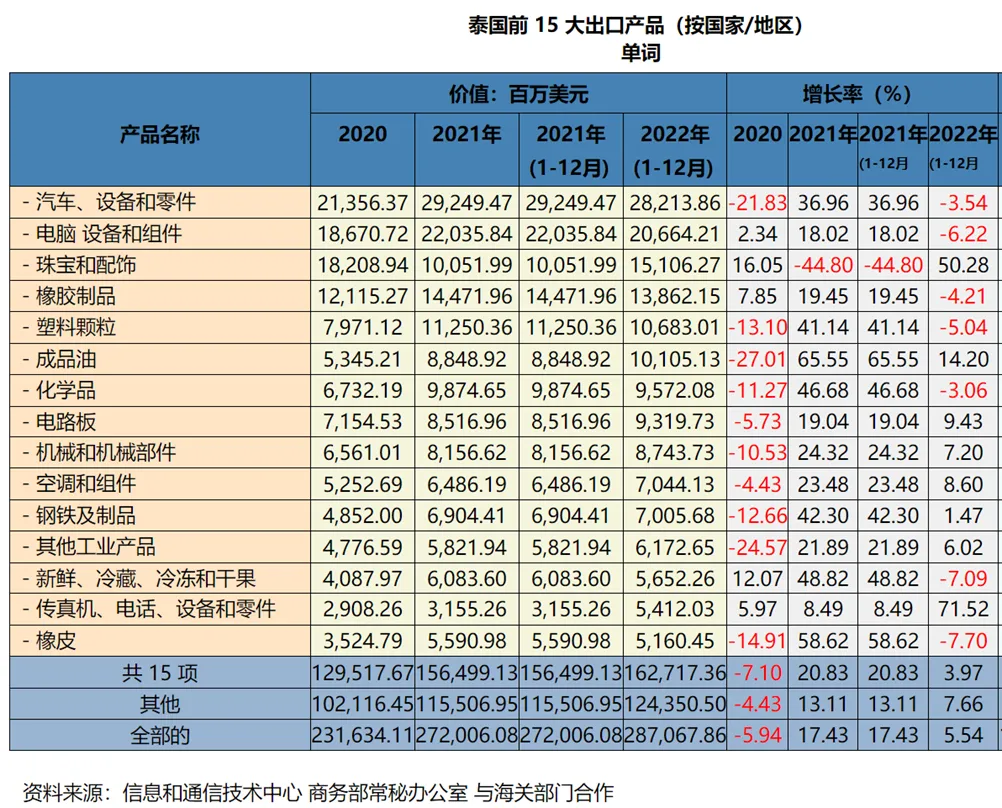 泰国前 15 大出口产品（按国家/地区）
单词
产品名称 价值：百万美元 增长率（%）
2020 2021年 2021年 2022年 2020 2021年 2021年 2022年
(1-12月) (1-12月) (1-12月 (1-12月
- 汽车、设备和零件 21,356.37 29,249.47 29,249.47 28,213.86 -21.83 36.96 36.96 -3.54
- 电脑 设备和组件 18,670.72 22,035.84 22,035.84 20,664.21 2.34 18.02 18.02 -6.22
- 珠宝和配饰 18,208.94 10,051.99 10,051.99 15,106.27 16.05 -44.80 -44.80 50.28
- 橡胶制品 12,115.27 14,471.96 14,471.96 13,862.15 7.85 19.45 19.45 -4.21
- 塑料颗粒 7,971.12 11,250.36 11,250.36 10,683.01 -13.10 41.14 41.14 -5.04
- 成品油 5,345.21 8,848.92 8,848.92 10,105.13 -27.01 65.55 65.55 14.20
- 化学品 6,732.19 9,874.65 9,874.65 9,572.08 -11.27 46.68 46.68 -3.06
- 电路板 7,154.53 8,516.96 8,516.96 9,319.73 -5.73 19.04 19.04 9.43
- 机械和机械部件 6,561.01 8,156.62 8,156.62 8,743.73 -10.53 24.32 24.32 7.20
- 空调和组件 5,252.69 6,486.19 6,486.19 7,044.13 -4.43 23.48 23.48 8.60
- 钢铁及制品 4,852.00 6,904.41 6,904.41 7,005.68 -12.66 42.30 42.30 1.47
- 其他工业产品 4,776.59 5,821.94 5,821.94 6,172.65 -24.57 21.89 21.89 6.02
- 新鲜、冷藏、冷冻和干果 4,087.97 6,083.60 6,083.60 5,652.26 12.07 48.82 48.82 -7.09
- 传真机、电话、设备和零件 2,908.26 3,155.26 3,155.26 5,412.03 5.97 8.49 8.49 71.52
- 橡皮 3,524.79 5,590.98 5,590.98 5,160.45 -14.91 58.62 58.62 -7.70
共 15 项 129,517.67 156,499.13 156,499.13 162,717.36 -7.10 20.83 20.83 3.97
其他 102,116.45 115,506.95 115,506.95 124,350.50 -4.43 13.11 13.11 7.66
全部的 231,634.11 272,006.08 272,006.08 287,067.86 -5.94 17.43 17.43 5.54
资料来源：信息和通信技术中心 商务部常秘办公室 与海关部门合作